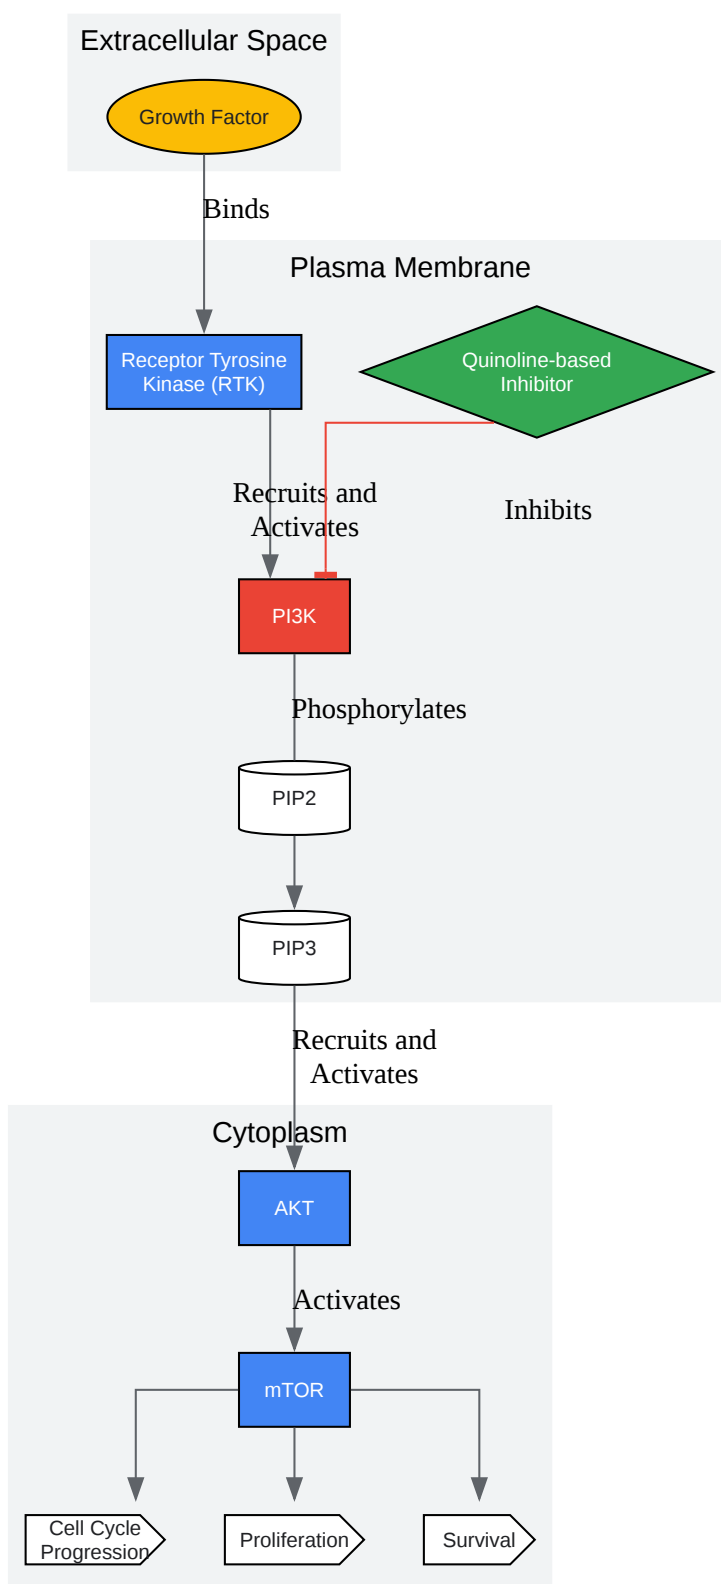 Extracellular Space
Growth Factor
Binds
Plasma Membrane
Receptor Tyrosine
Kinase (RTK)
Quinoline-based
Inhibitor
Recruits and
Activates
Inhibits
PI3K
Phosphorylates
PIP2
PIP3
Recruits and
Activates
Cytoplasm
AKT
Activates
mTOR
Cell Cycle
Progression
Proliferation
Survival